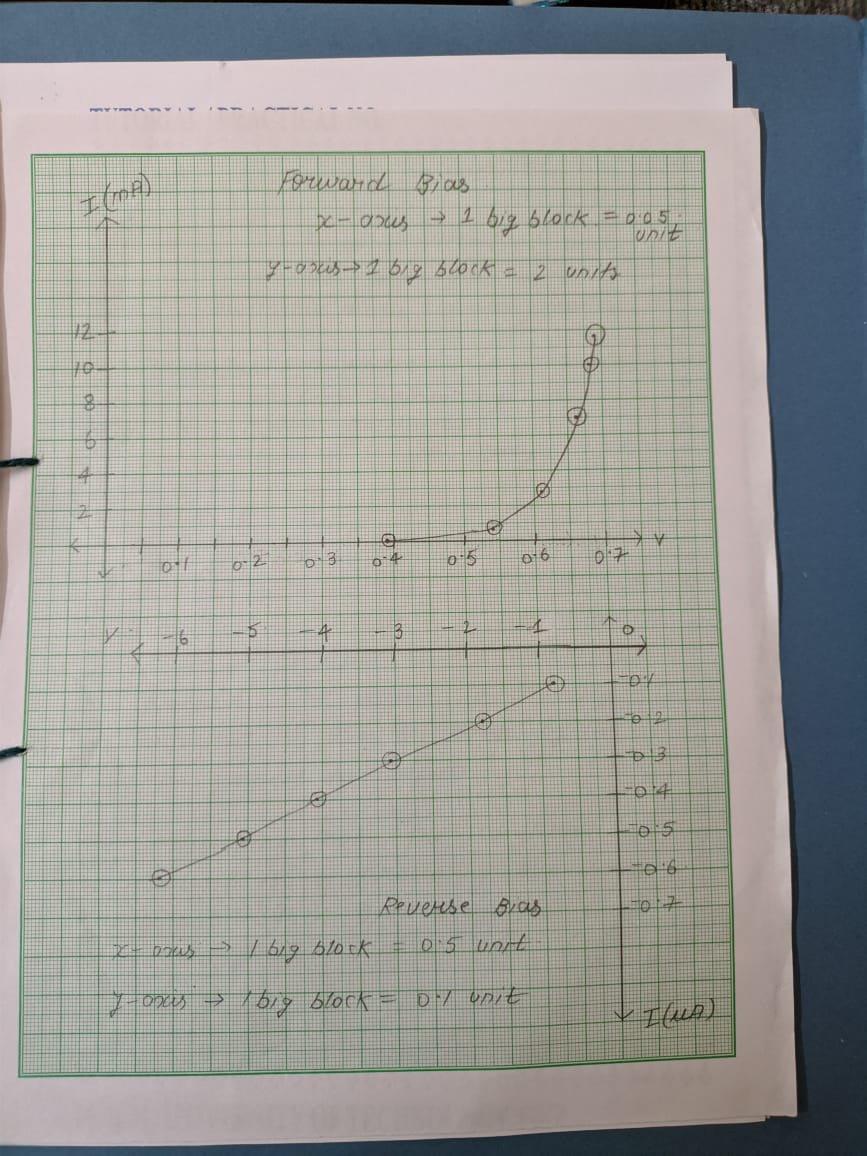 I(mA)
Forward Bias
x-axis → 1 big block = 0.05
unit
y-axis → 1 big block = 2 units
12
10
8
6
4
2
0.1 0.2 0.3 0.4 0.5 0.6 0.7 V
V -6 -5 -4 -3 -2 -1 0
-0.1
-0.2
-0.3
-0.4
-0.5
-0.6
-0.7
Reverse Bias
x-axis → 1 big block = 0.5 unit
y-axis → 1 big block = 0.1 unit
I(μA)